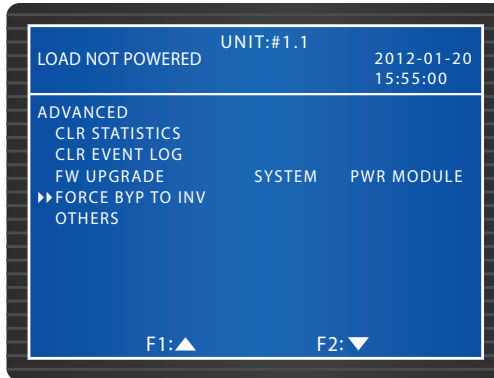 UNIT:#1.1
LOAD NOT POWERED 2012-01-20
15:55:00
ADVANCED
CLR STATISTICS
CLR EVENT LOG
FW UPGRADE SYSTEM PWR MODULE
FORCE BYP TO INV
OTHERS
F1: F2: